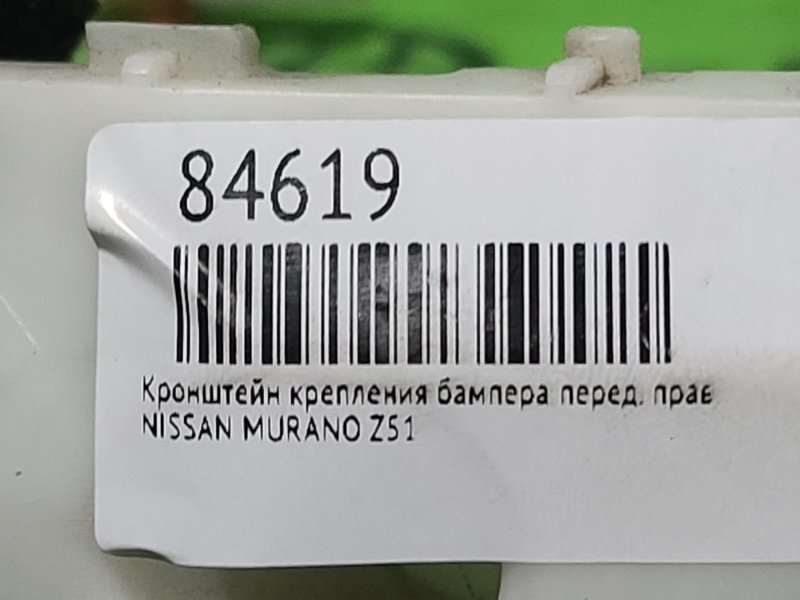 84619
Кронштейн крепления бампера перед. прав
NISSAN MURANO Z51